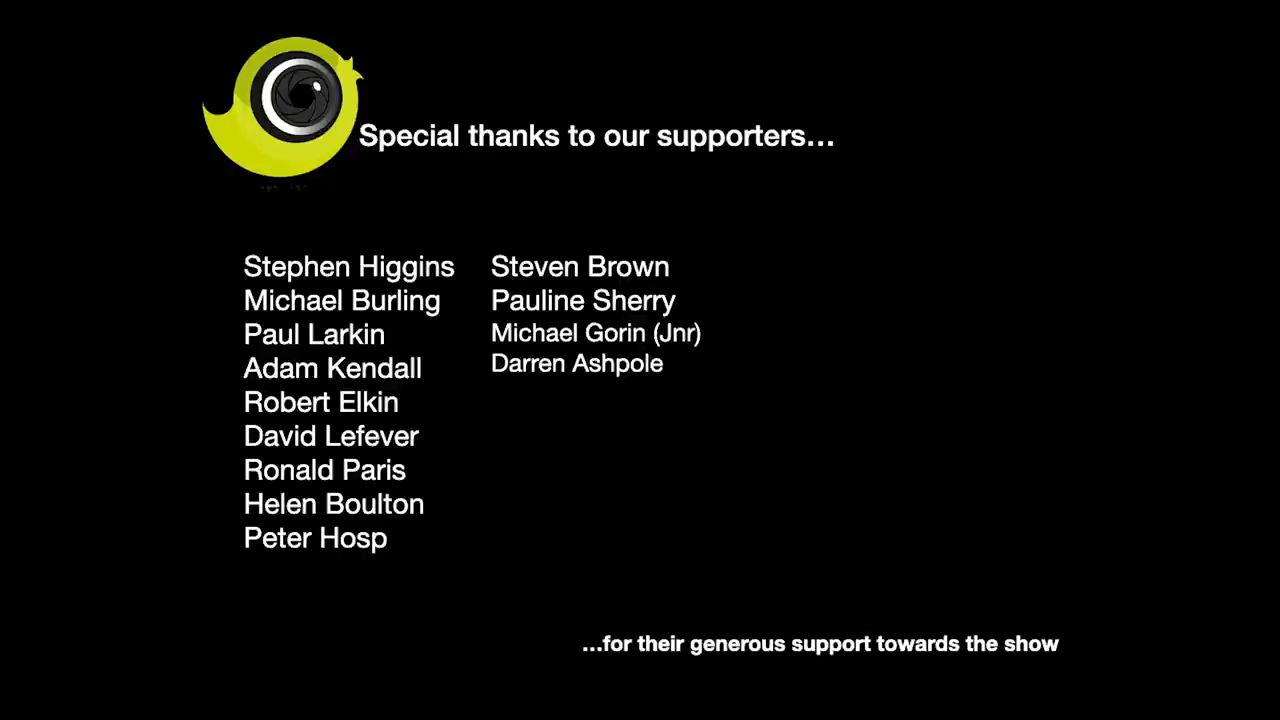 Special thanks to our supporters...
Stephen Higgins
Michael Burling
Paul Larkin
Adam Kendall
Robert Elkin
David Lefever
Ronald Paris
Helen Boulton
Peter Hosp
Steven Brown
Pauline Sherry
Michael Gorin (Jnr)
Darren Ashpole
...for their generous support towards the show